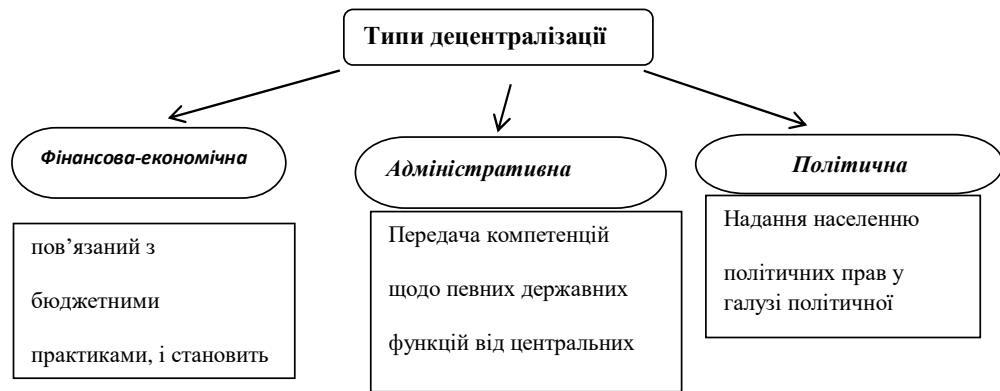 Типи децентралізації
Фінансова-економічна
Адміністративна
Політична
пов’язаний з
бюджетними
практиками, і становить
Передача компетенцій
щодо певних державних
функцій від центральних
Надання населенню
політичних прав у
галузі політичної